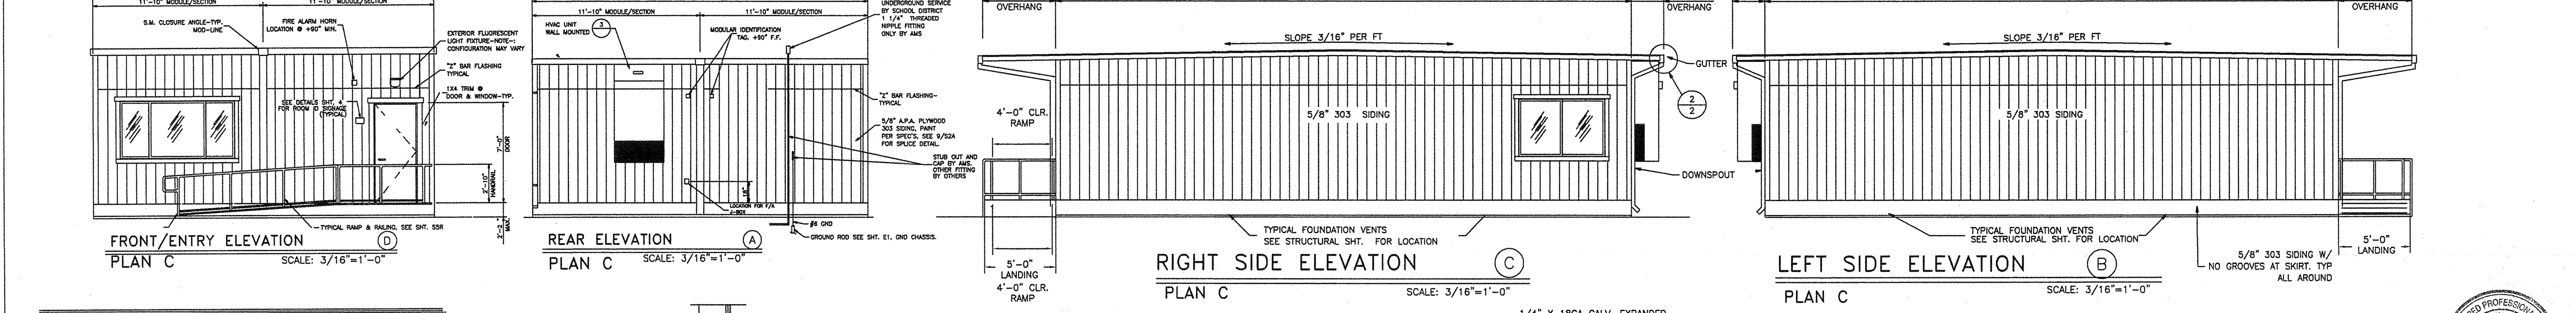 11'-10" MODULE/SECTION
11'-10" MODULE/SECTION
S.M. CLOSURE ANGLE-TYP.
MOD-LINE
FIRE ALARM HORN
LOCATION @ +90" MIN.
EXTERIOR FLUORESCENT
LIGHT FIXTURE-NOTE-:
CONFIGURATION MAY VARY
"Z" BAR FLASHING
TYPICAL
1X4 TRIM @
DOOR & WINDOW-TYP.
SEE DETAILS SHT. 4
FOR ROOM ID SIGNAGE
(TYPICAL)
7'-0"
DOOR
2'-10"
HANDRAIL
2'-2"
MAX.
TYPICAL RAMP & RAILING, SEE SHT. S5R
FRONT/ENTRY ELEVATION
D
PLAN C
SCALE: 3/16"=1'-0"
11'-10" MODULE/SECTION
11'-10" MODULE/SECTION
HVAC UNIT
WALL MOUNTED
3
MODULAR IDENTIFICATION
TAG, +90" F.F.
UNDERGROUND SERVICE
BY SCHOOL DISTRICT
1 1/4" THREADED
NIPPLE FITTING
ONLY BY AMS
"Z" BAR FLASHING-
TYPICAL
5/8" A.P.A. PLYWOOD
303 SIDING, PAINT
PER SPEC'S, SEE 9/S2A
FOR SPLICE DETAIL.
STUB OUT AND
CAP BY AMS.
OTHER FITTING
BY OTHERS
18"
LOCATION FOR F/A
J-BOX
#6 GND
GROUND ROD SEE SHT. E1. GND CHASSIS.
REAR ELEVATION
A
PLAN C
SCALE: 3/16"=1'-0"
OVERHANG
OVERHANG
SLOPE 3/16" PER FT
GUTTER
2
2
4'-0" CLR.
RAMP
5/8" 303 SIDING
DOWNSPOUT
TYPICAL FOUNDATION VENTS
SEE STRUCTURAL SHT. FOR LOCATION
5'-0"
LANDING
4'-0" CLR.
RAMP
RIGHT SIDE ELEVATION
C
PLAN C
SCALE: 3/16"=1'-0"
OVERHANG
SLOPE 3/16" PER FT
5/8" 303 SIDING
TYPICAL FOUNDATION VENTS
SEE STRUCTURAL SHT. FOR LOCATION
5'-0"
LANDING
5/8" 303 SIDING W/
NO GROOVES AT SKIRT. TYP
ALL AROUND
LEFT SIDE ELEVATION
B
PLAN C
SCALE: 3/16"=1'-0"
1/4" X 18GA GALV. EXPANDED